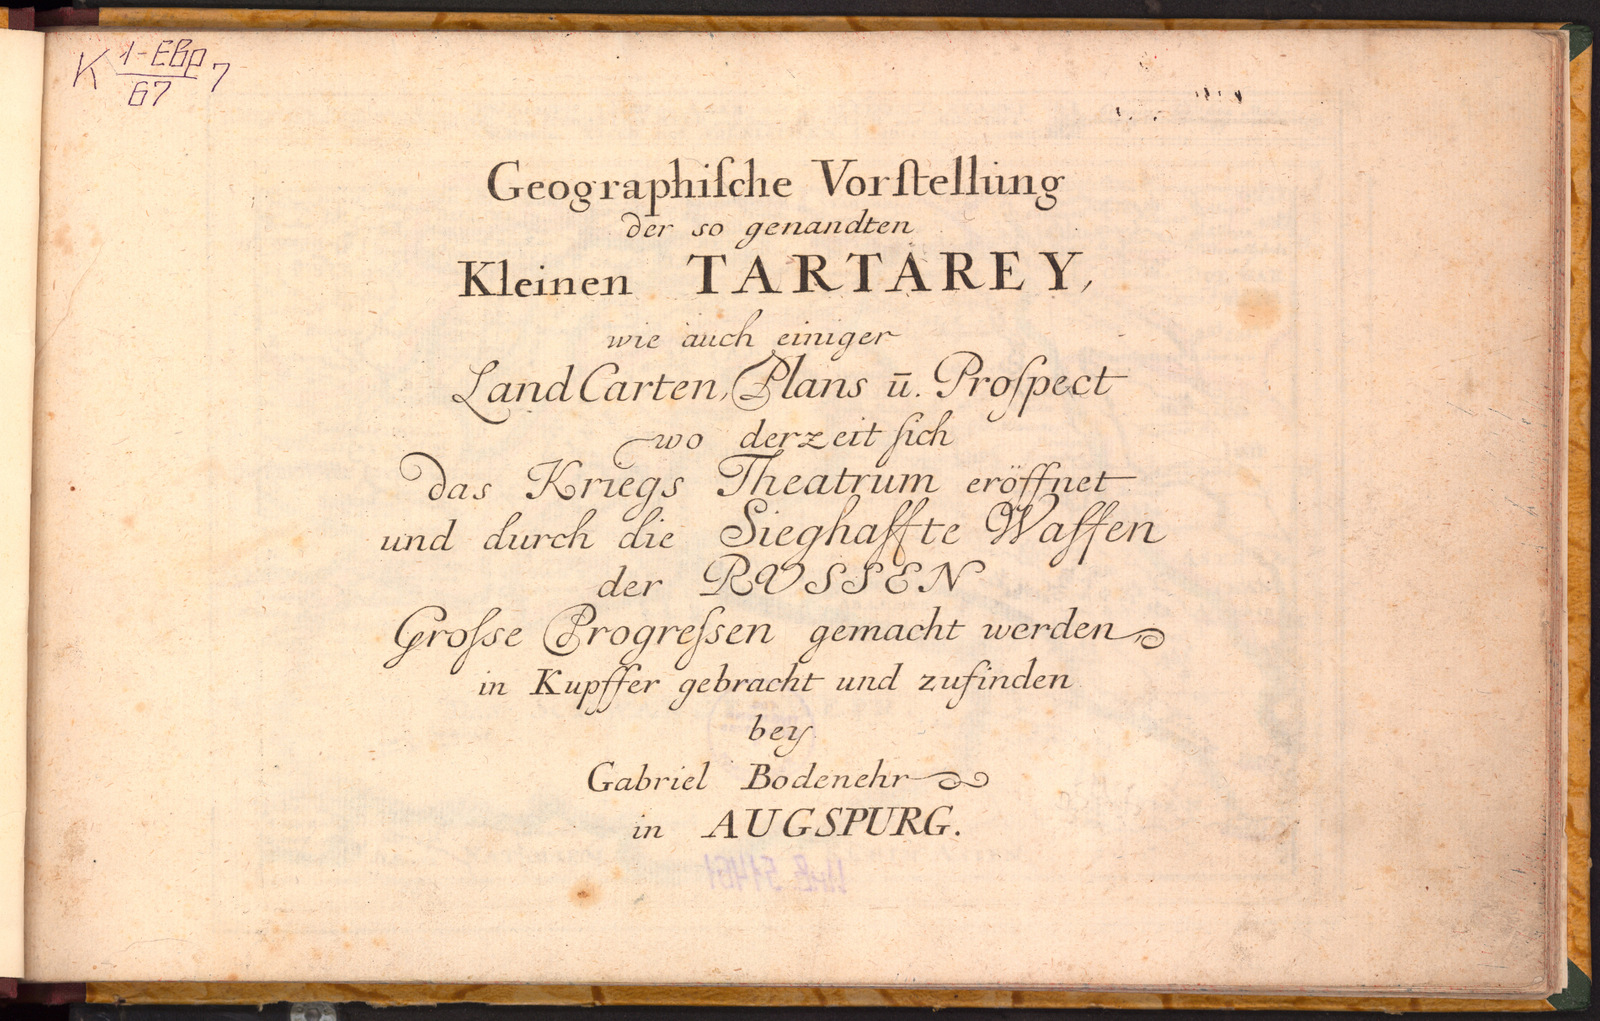 K 1-Евр/67 7
Geographiſche Vorſtellung
der so genandten
Kleinen TARTAREY,
wie auch einiger
Land Carten, Plans ū. Proſpect
wo derzeit ſich
das Kriegs Theatrum eröffnet
und durch die Sieghaffte Waffen
der RVSSEN
Groſse Progreſsen gemacht werden
in Kupffer gebracht und zufinden
bey
Gabriel Bodenehr
in AUGSPURG.